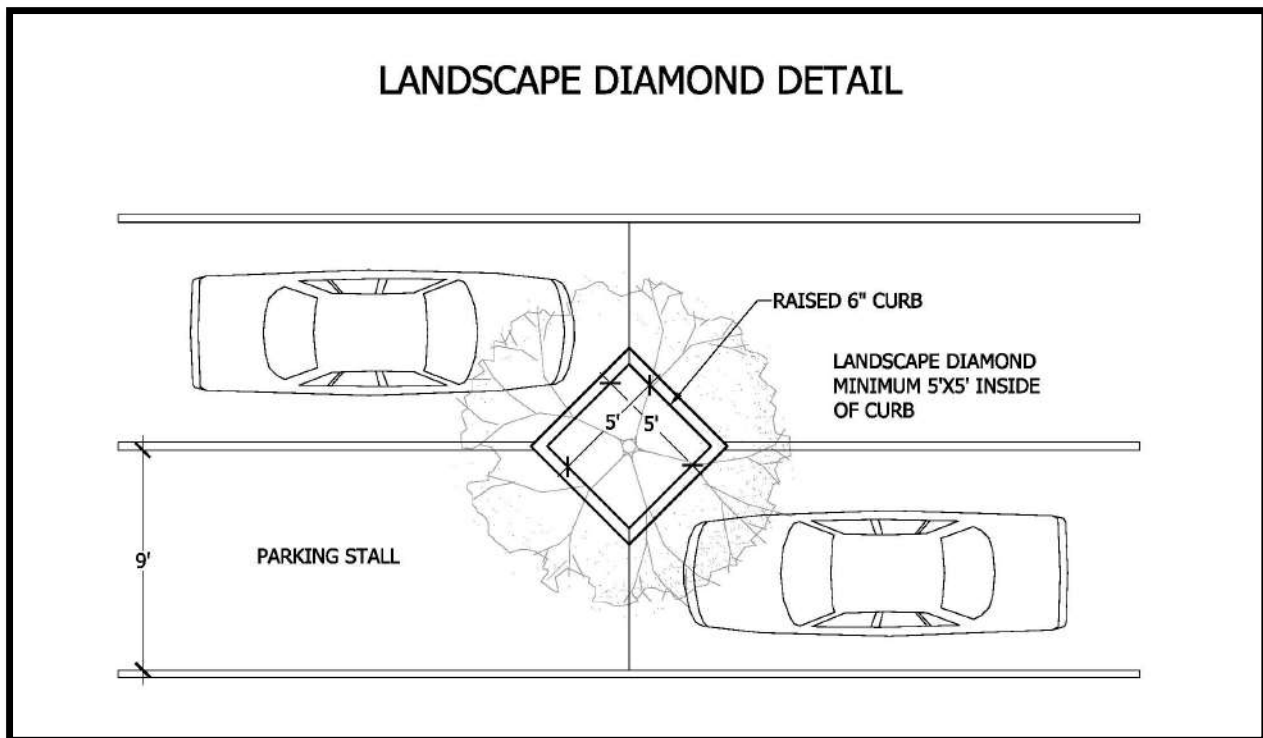 LANDSCAPE DIAMOND DETAIL
RAISED 6" CURB
LANDSCAPE DIAMOND
MINIMUM 5'X5' INSIDE
OF CURB
5' 5'
9'
PARKING STALL